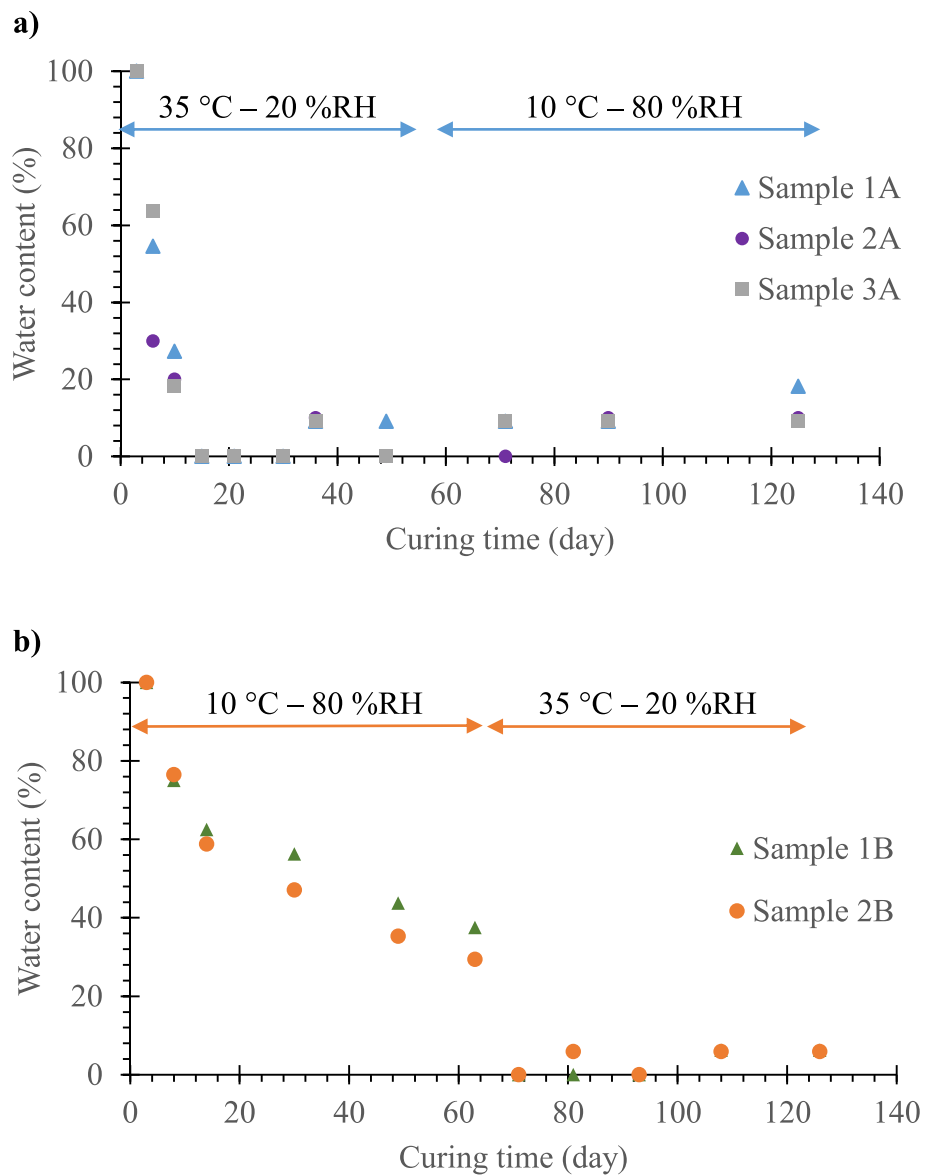 a)
100
80
60
40
20
0
Water content (%)
35 °C – 20 %RH
10 °C – 80 %RH
Sample 1A
Sample 2A
Sample 3A
0 20 40 60 80 100 120 140
Curing time (day)
b)
100
80
60
40
20
0
Water content (%)
10 °C – 80 %RH
35 °C – 20 %RH
Sample 1B
Sample 2B
0 20 40 60 80 100 120 140
Curing time (day)